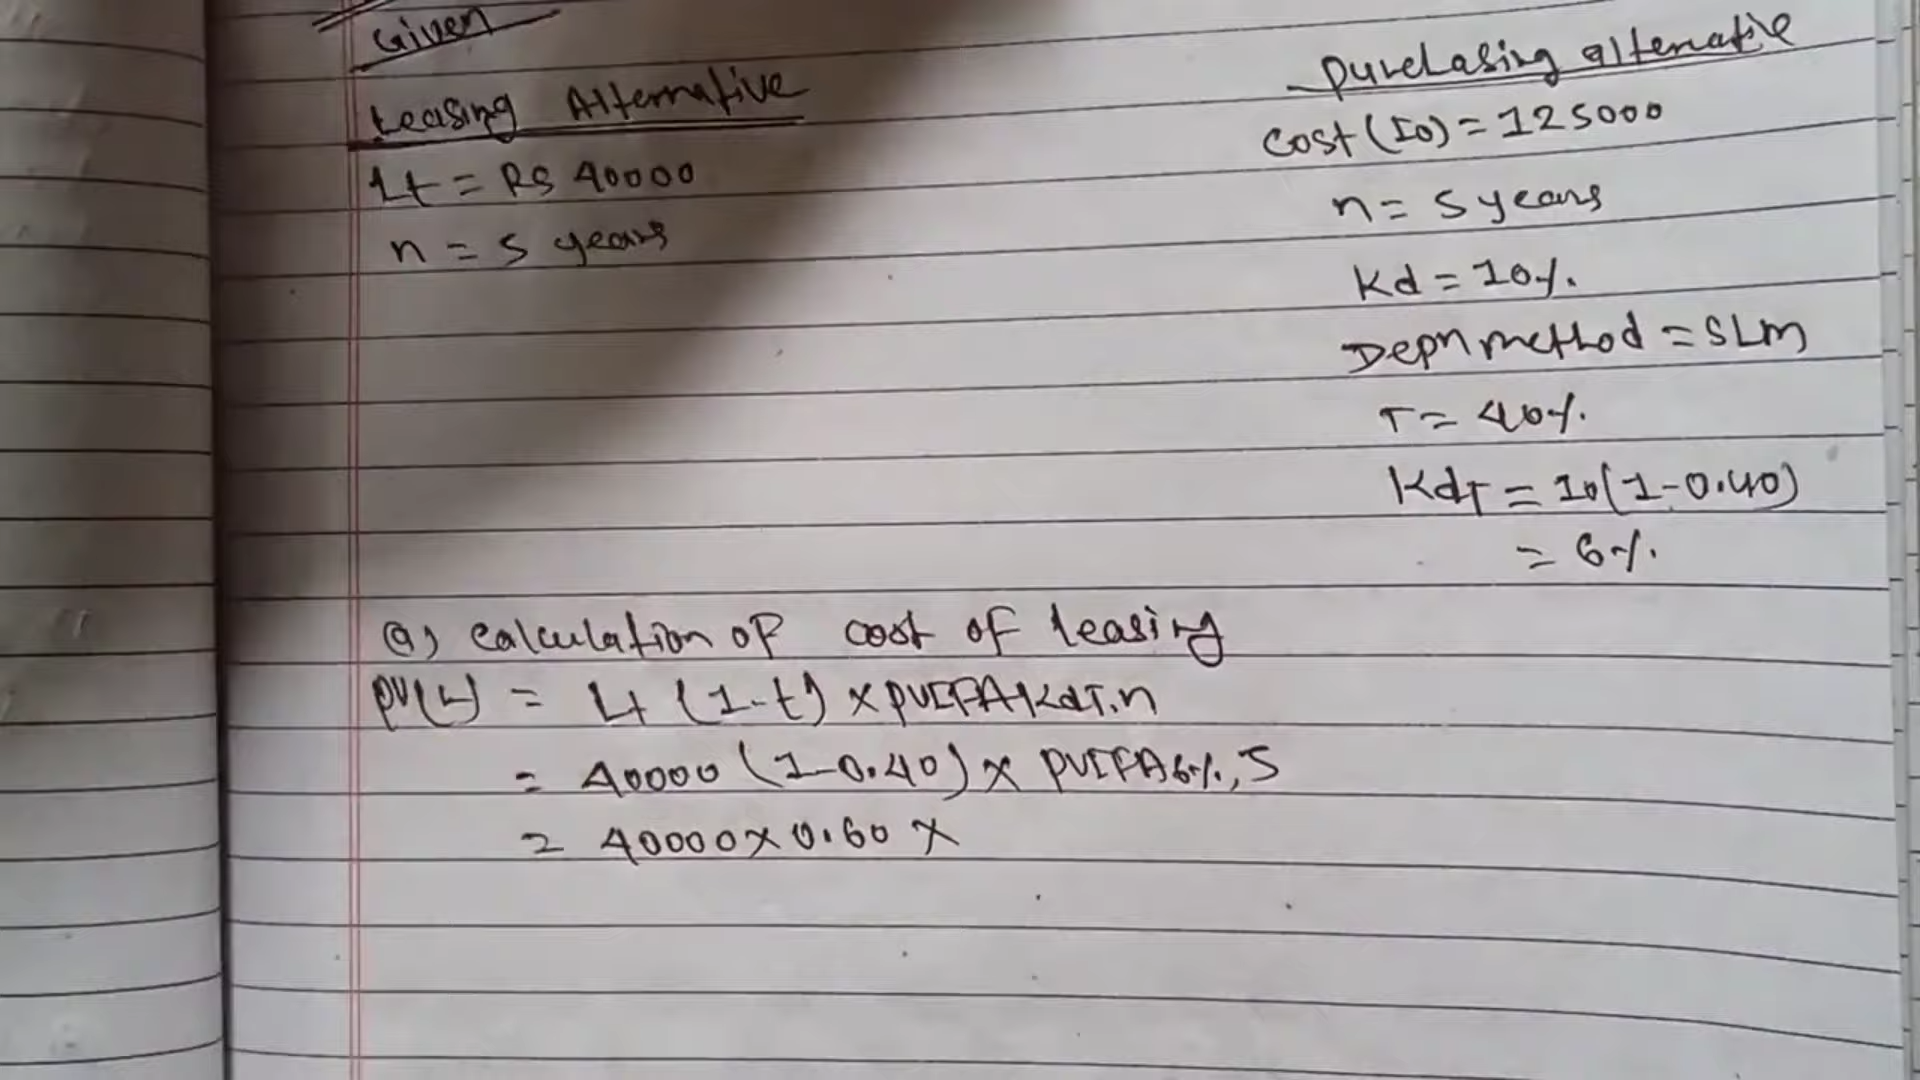 Given
Leasing Alternative
Lt = RS 40000
n = 5 years
purchasing alternative
cost (I0) = 125000
n = 5 years
Kd = 10%.
Depn method = SLM
T = 40%.
KdT = 10(1-0.40)
= 6%.
a) calculation of cost of leasing
PV(L) = Lt (1-t) x PVIFA KdT,n
= 40000 (1-0.40) x PVIFA 6%, 5
= 40000 x 0.60 x